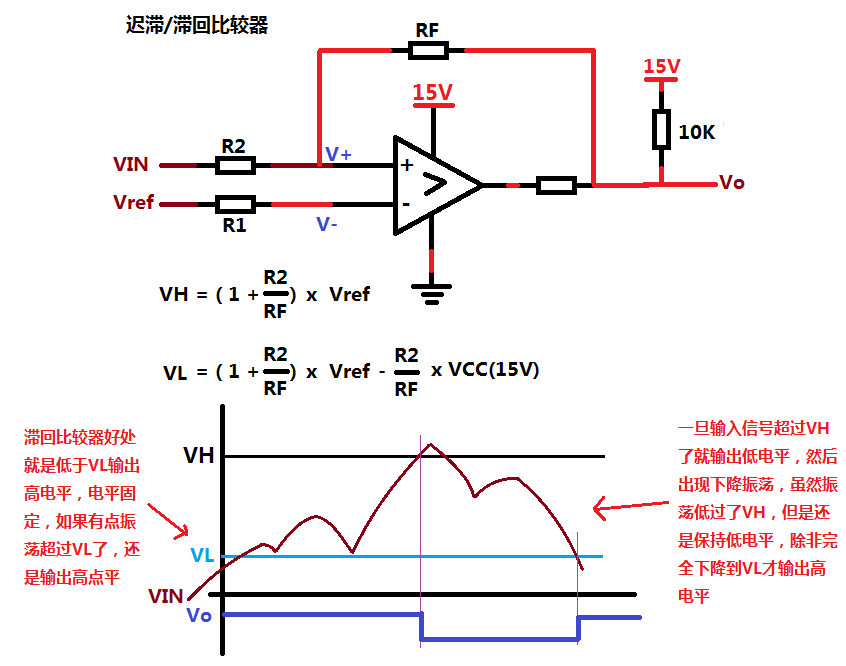 迟滞/滞回比较器
RF
15V
15V
10K
R2
VIN
V+
+
Vo
Vref
-
R1
V-
VH = ( 1 + R2/RF ) x Vref
VL = ( 1 + R2/RF ) x Vref - R2/RF x VCC(15V)
滞回比较器好处
就是低于VL输出
高电平，电平固
定，如果有点振
荡超过VL了，还
是输出高点平
VH
VL
VIN
Vo
一旦输入信号超过VH
了就输出低电平，然后
出现下降振荡，虽然振
荡低过了VH，但是还
是保持低电平，除非完
全下降到VL才输出高
电平